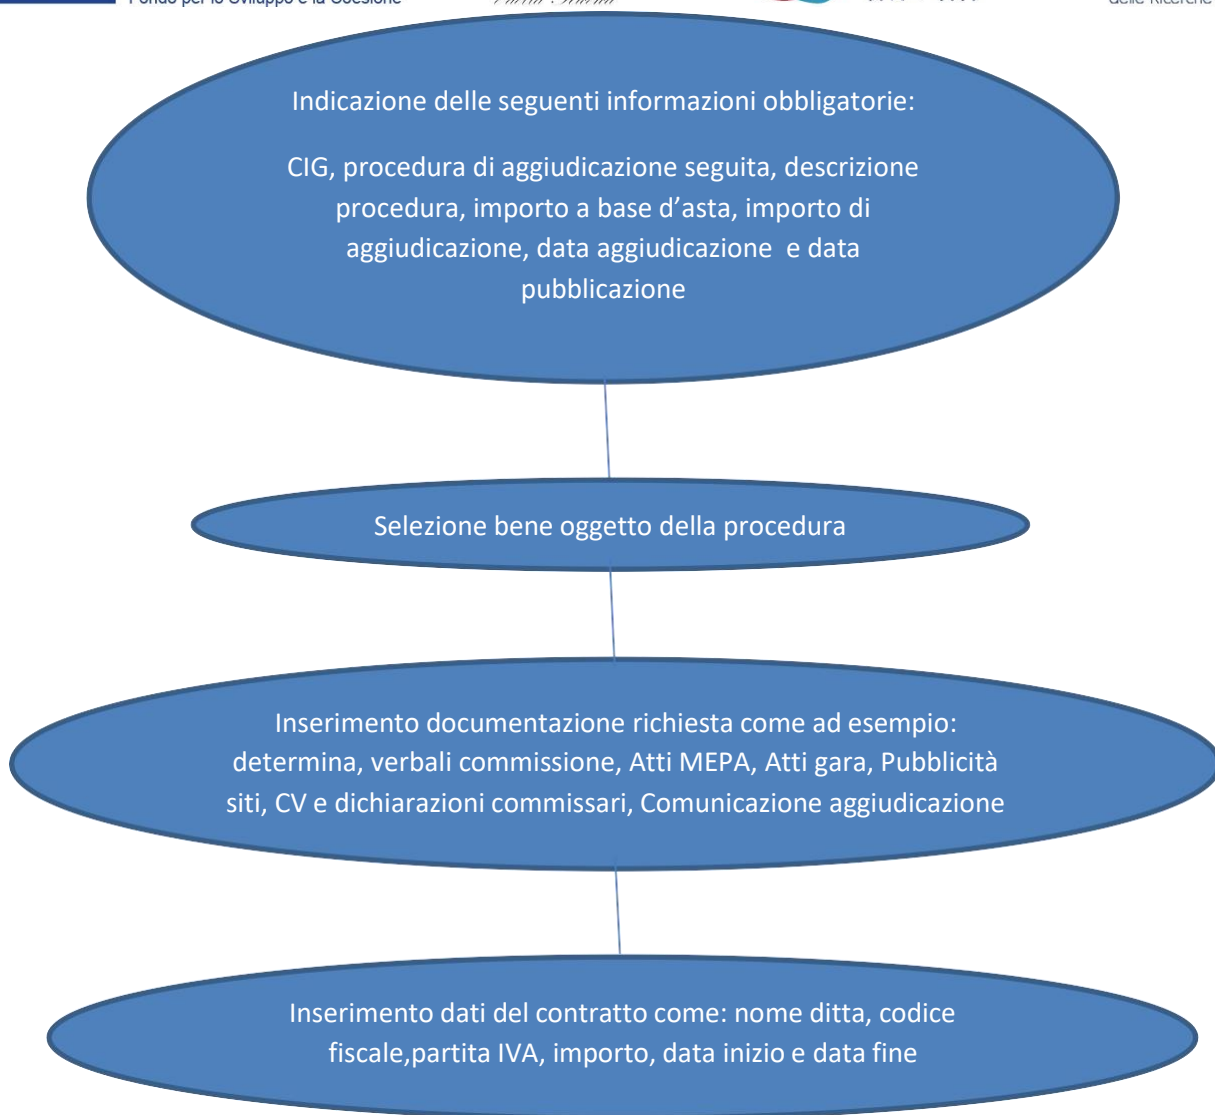 Indicazione delle seguenti informazioni obbligatorie:
CIG, procedura di aggiudicazione seguita, descrizione
procedura, importo a base d’asta, importo di
aggiudicazione, data aggiudicazione  e data
pubblicazione
Selezione bene oggetto della procedura
Inserimento documentazione richiesta come ad esempio:
determina, verbali commissione, Atti MEPA, Atti gara, Pubblicità
siti, CV e dichiarazioni commissari, Comunicazione aggiudicazione
Inserimento dati del contratto come: nome ditta, codice
fiscale,partita IVA, importo, data inizio e data fine